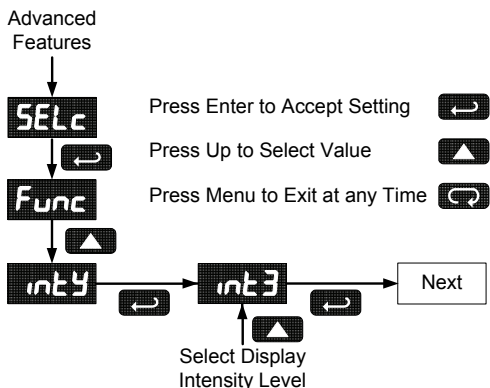 Advanced
Features
SELc
Press Enter to Accept Setting
Press Up to Select Value
Func
Press Menu to Exit at any Time
intY
int3
Next
Select Display
Intensity Level